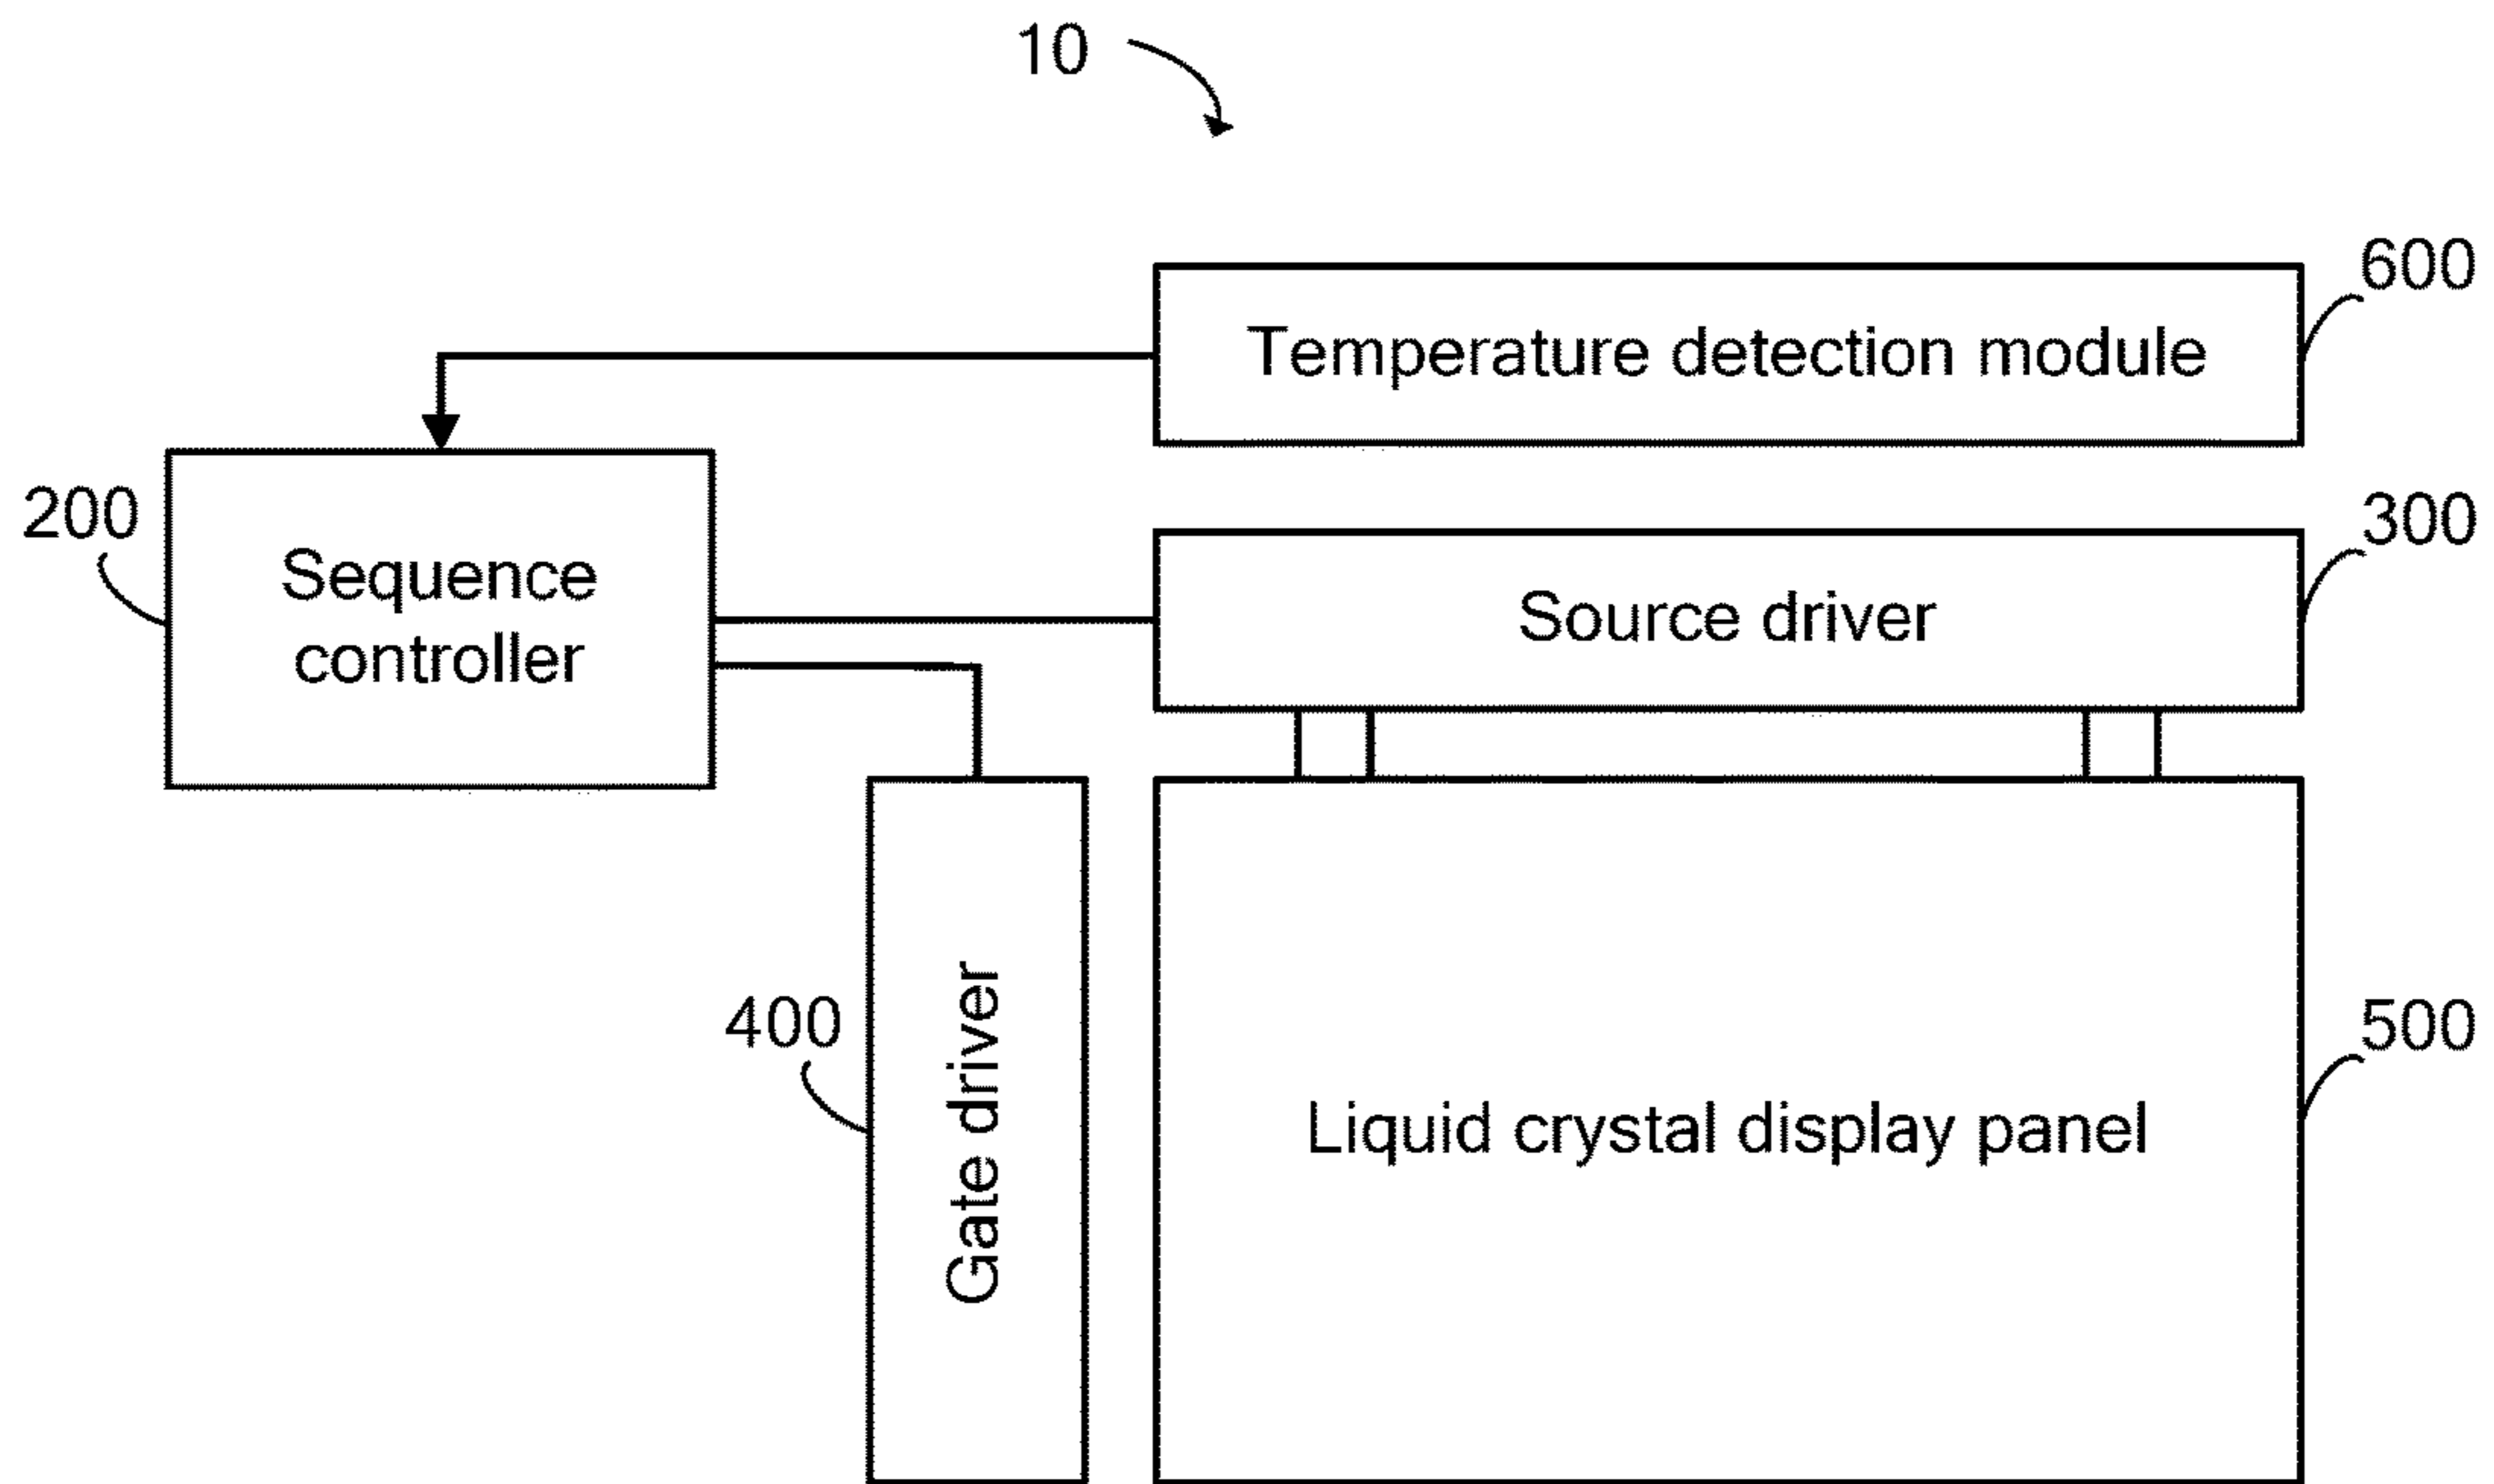 10
600
Temperature detection module
200
300
Sequence
controller
Source driver
400
Gate driver
500
Liquid crystal display panel